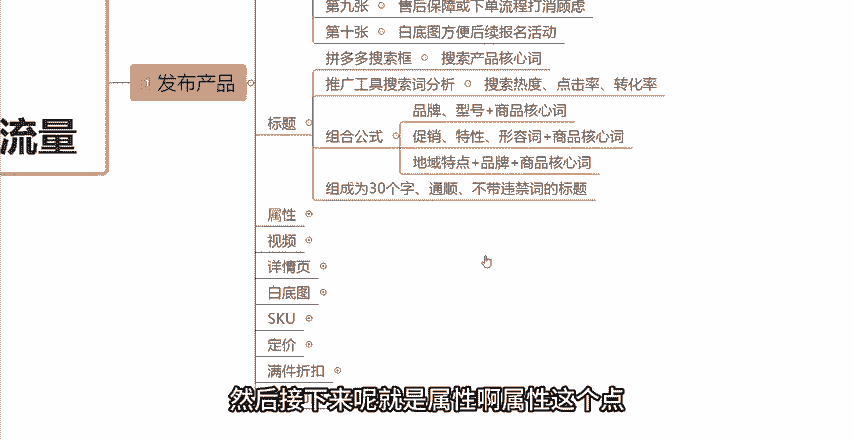 第九张 售后保障或下单流程打消顾虑
第十张 白底图方便后续报名活动
拼多多搜索框 搜索产品核心词
1 发布产品
推广工具搜索词分析 搜索热度、点击率、转化率
流量
标题
品牌、型号+商品核心词
组合公式 促销、特性、形容词+商品核心词
地域特点+品牌+商品核心词
组成为30个字、通顺、不带违禁词的标题
属性
视频
详情页
白底图
SKU
定价
满件折扣
然后接下来呢就是属性啊属性这个点